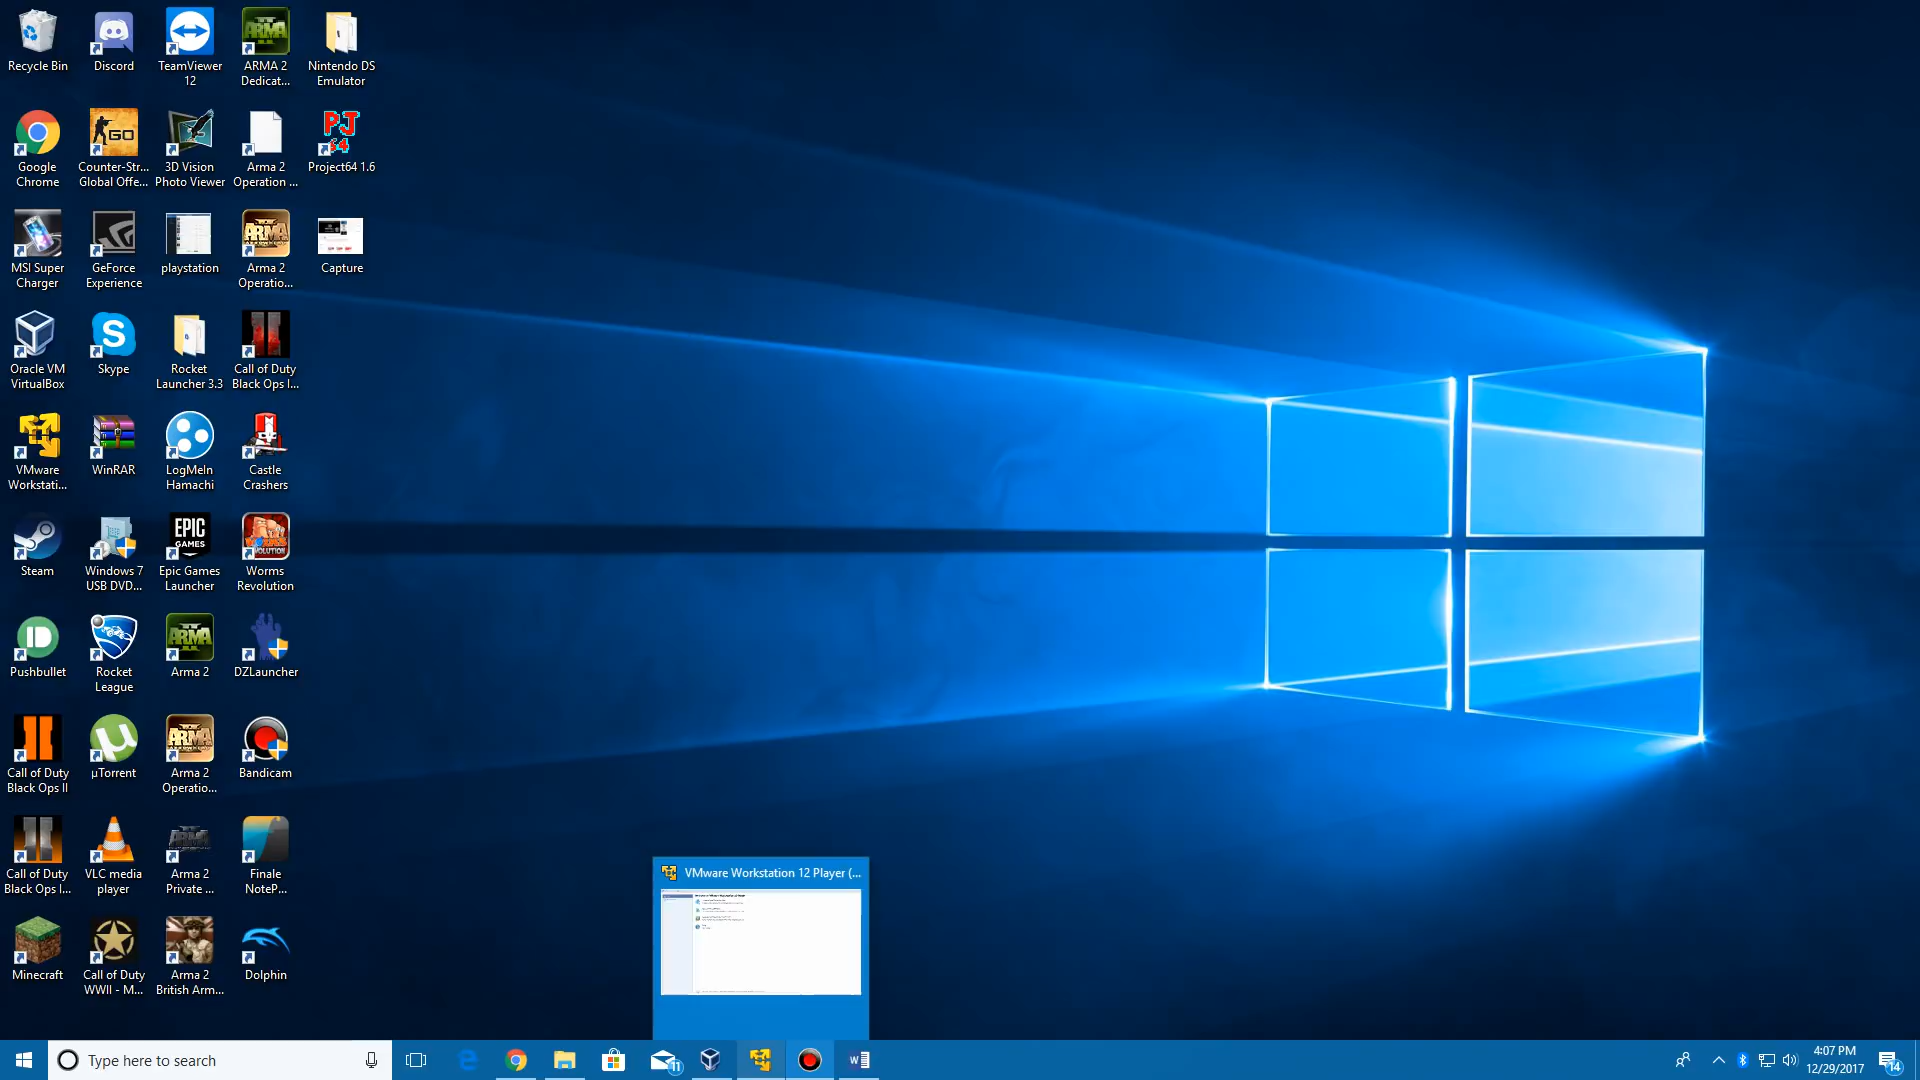 Recycle Bin
Discord
TeamViewer
12
ARMA 2
Dedicat...
Nintendo DS
Emulator
Google
Chrome
Counter-Str...
Global Offe...
3D Vision
Photo Viewer
Arma 2
Operation ...
Project64 1.6
MSI Super
Charger
GeForce
Experience
playstation
Arma 2
Operatio...
Capture
Oracle VM
VirtualBox
Skype
Rocket
Launcher 3.3
Call of Duty
Black Ops I...
VMware
Workstati...
WinRAR
LogMeIn
Hamachi
Castle
Crashers
Steam
Windows 7
USB DVD...
EPIC
GAMES
Epic Games
Launcher
Worms
Revolution
Pushbullet
Rocket
League
Arma 2
DZLauncher
Call of Duty
Black Ops II
µTorrent
Arma 2
Operatio...
Bandicam
Call of Duty
Black Ops I...
VLC media
player
Arma 2
Private ...
Finale
NoteP...
Minecraft
Call of Duty
WWII - M...
Arma 2
British Arm...
Dolphin
VMware Workstation 12 Player (...
Type here to search
11
4:07 PM
12/29/2017
14